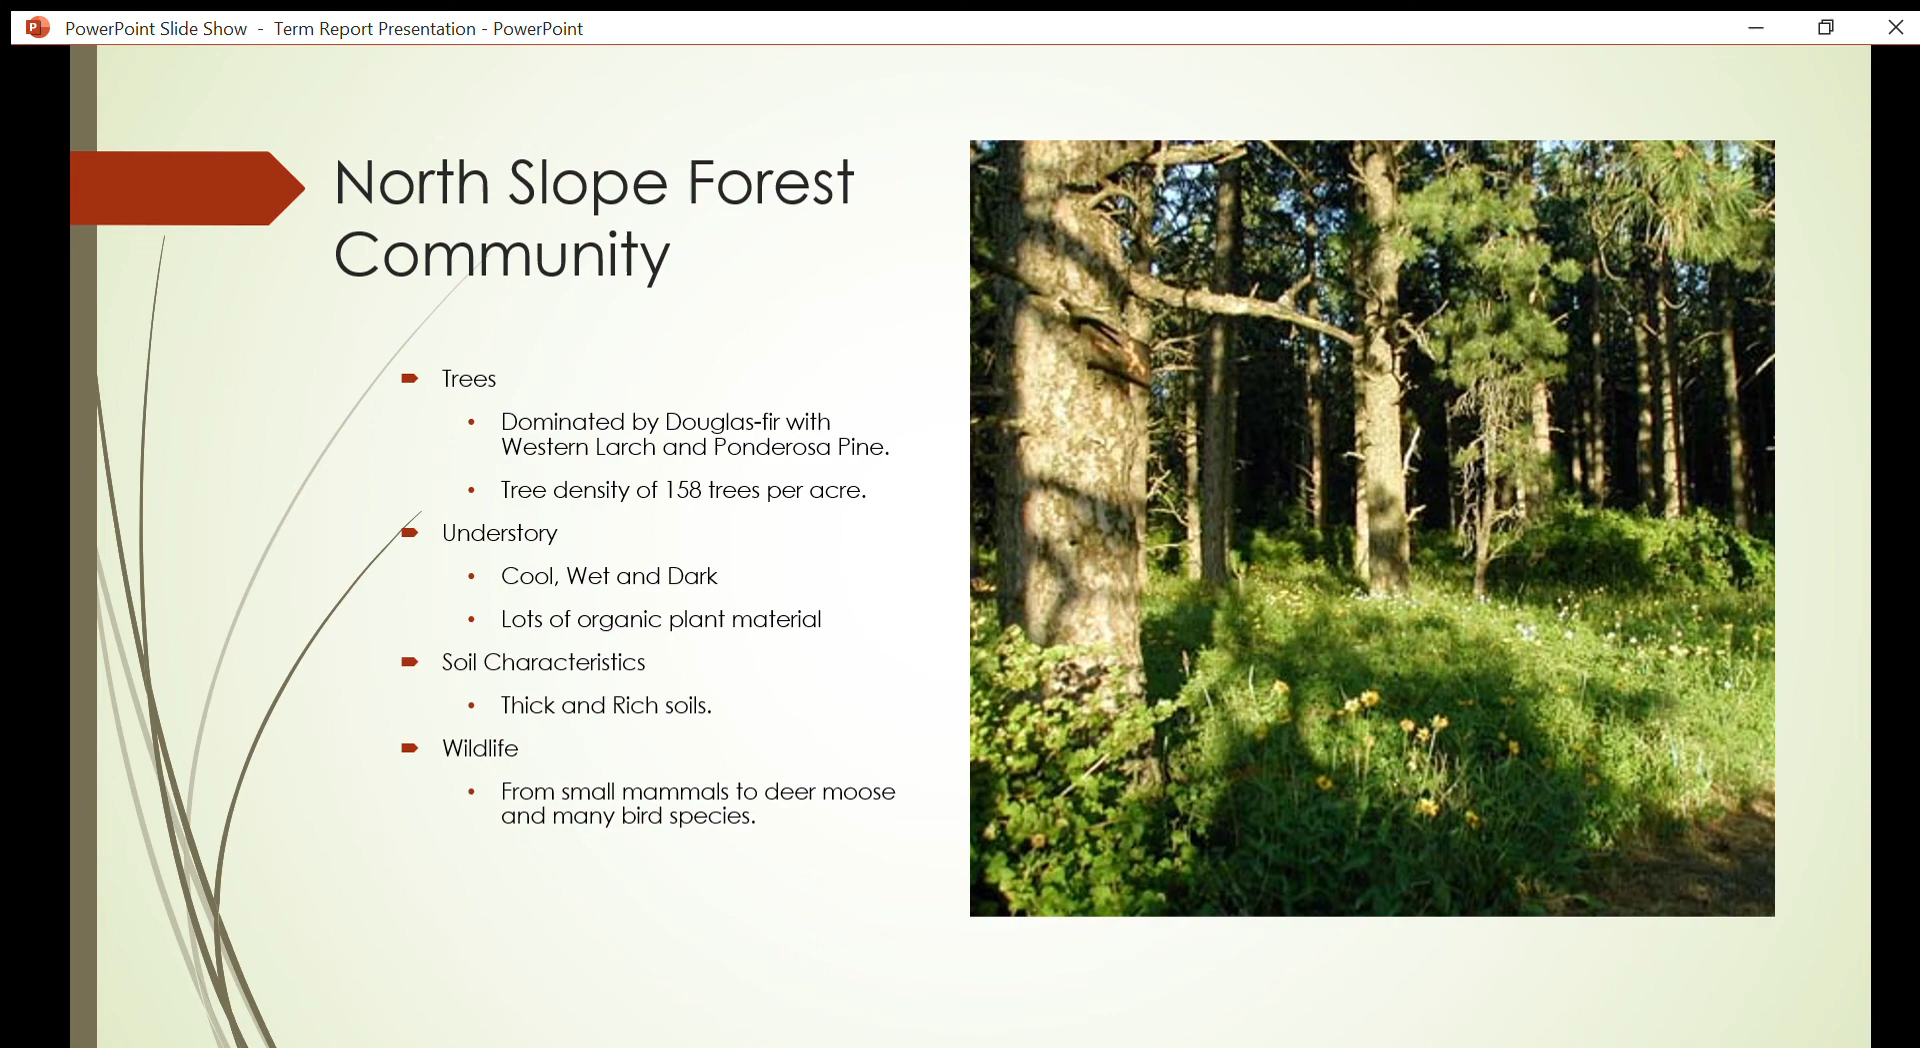 PowerPoint Slide Show - Term Report Presentation - PowerPoint
North Slope Forest
Community
Trees
Dominated by Douglas-fir with
Western Larch and Ponderosa Pine.
Tree density of 158 trees per acre.
Understory
Cool, Wet and Dark
Lots of organic plant material
Soil Characteristics
Thick and Rich soils.
Wildlife
From small mammals to deer moose
and many bird species.